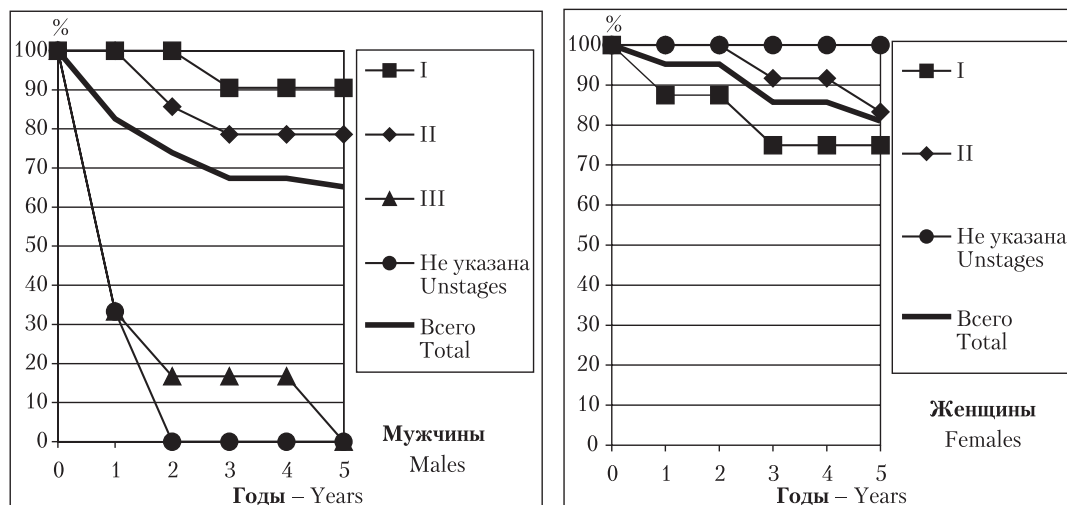 %
100
90
80
70
60
50
40
30
20
10
0
0 1 2 3 4 5
Годы – Years
I
II
III
Не указана
Unstages
Всего
Total
Мужчины
Males
%
100
90
80
70
60
50
40
30
20
10
0
0 1 2 3 4 5
Годы – Years
I
II
Не указана
Unstages
Всего
Total
Женщины
Females